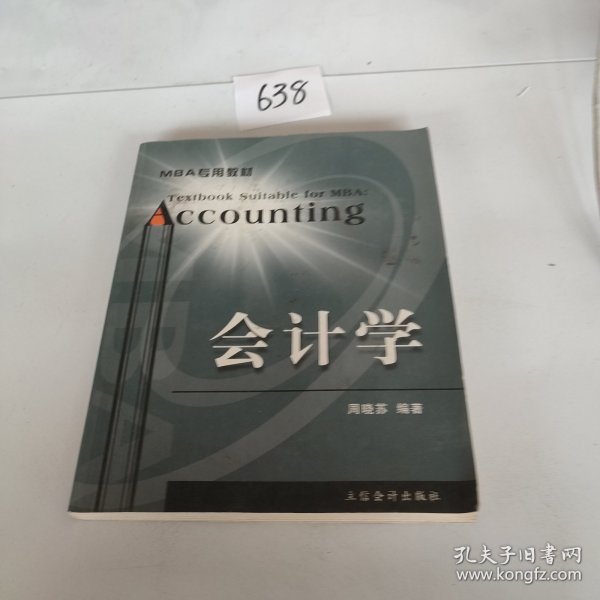 638
MBA专用教材
Textbook Suitable for MBA:
Accounting
会计学
周晓苏 编著
立信会计出版社
孔夫子旧书网
www.kongfz.com